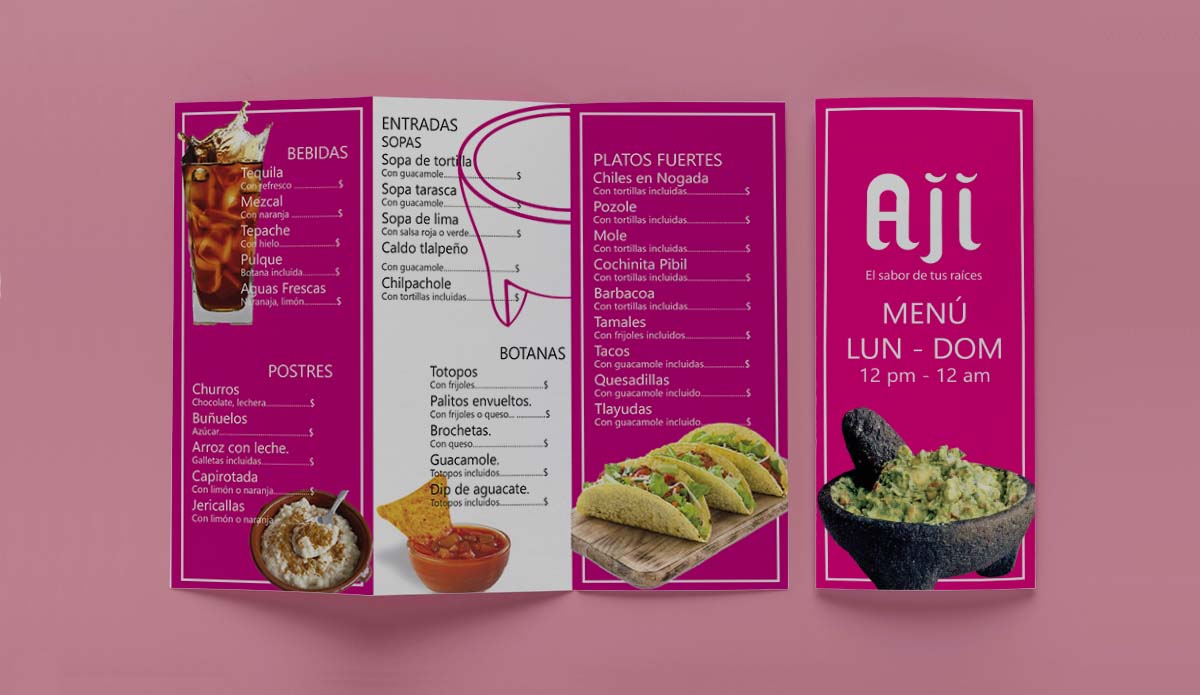 BEBIDAS
Tequila
Con refresco ..................$
Mezcal
Con naranja ..................$
Tepache
Con hielo......................$
Pulque
Botana incluida.............$
Aguas Frescas
Naranaja, limón............$
POSTRES
Churros
Chocolate, lechera................$
Buñuelos
Azúcar.................................$
Arroz con leche.
Galletas incluidas.................$
Capirotada
Con limón o naranja............$
Jericallas
Con limón o naranja
ENTRADAS
SOPAS
Sopa de tortilla
Con guacamole............................$
Sopa tarasca
Con guacamole............................$
Sopa de lima
Con salsa roja o verde..................$
Caldo tlalpeño
Con guacamole............................$
Chilpachole
Con tortillas incluidas..................$
BOTANAS
Totopos
Con frijoles..........................$
Palitos envueltos.
Con frijoles o queso... ...........$
Brochetas.
Con queso...........................$
Guacamole.
Totopos incluidos.................$
Dip de aguacate.
Totopos incluidos.................$
PLATOS FUERTES
Chiles en Nogada
Con tortillas incluidas.......................$
Pozole
Con tortillas incluidas.......................$
Mole
Con tortillas incluidas.......................$
Cochinita Pibil
Con tortillas incluidas.......................$
Barbacoa
Con tortillas incluidas.......................$
Tamales
Con frijoles incluidos........................$
Tacos
Con guacamole incluidas...................$
Quesadillas
Con guacamole incluido....................$
Tlayudas
Con guacamole incluido....................$
Ají
El sabor de tus raíces
MENÚ
LUN - DOM
12 pm - 12 am